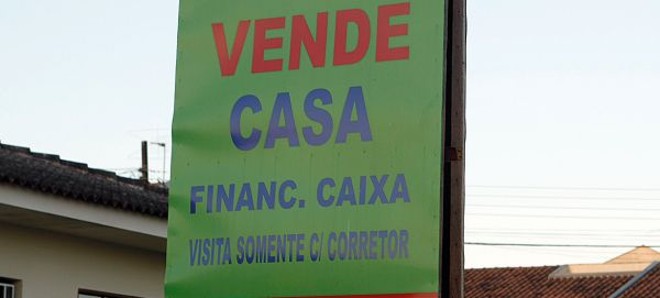 VENDE
CASA
FINANC. CAIXA
VISITA SOMENTE C/ CORRETOR